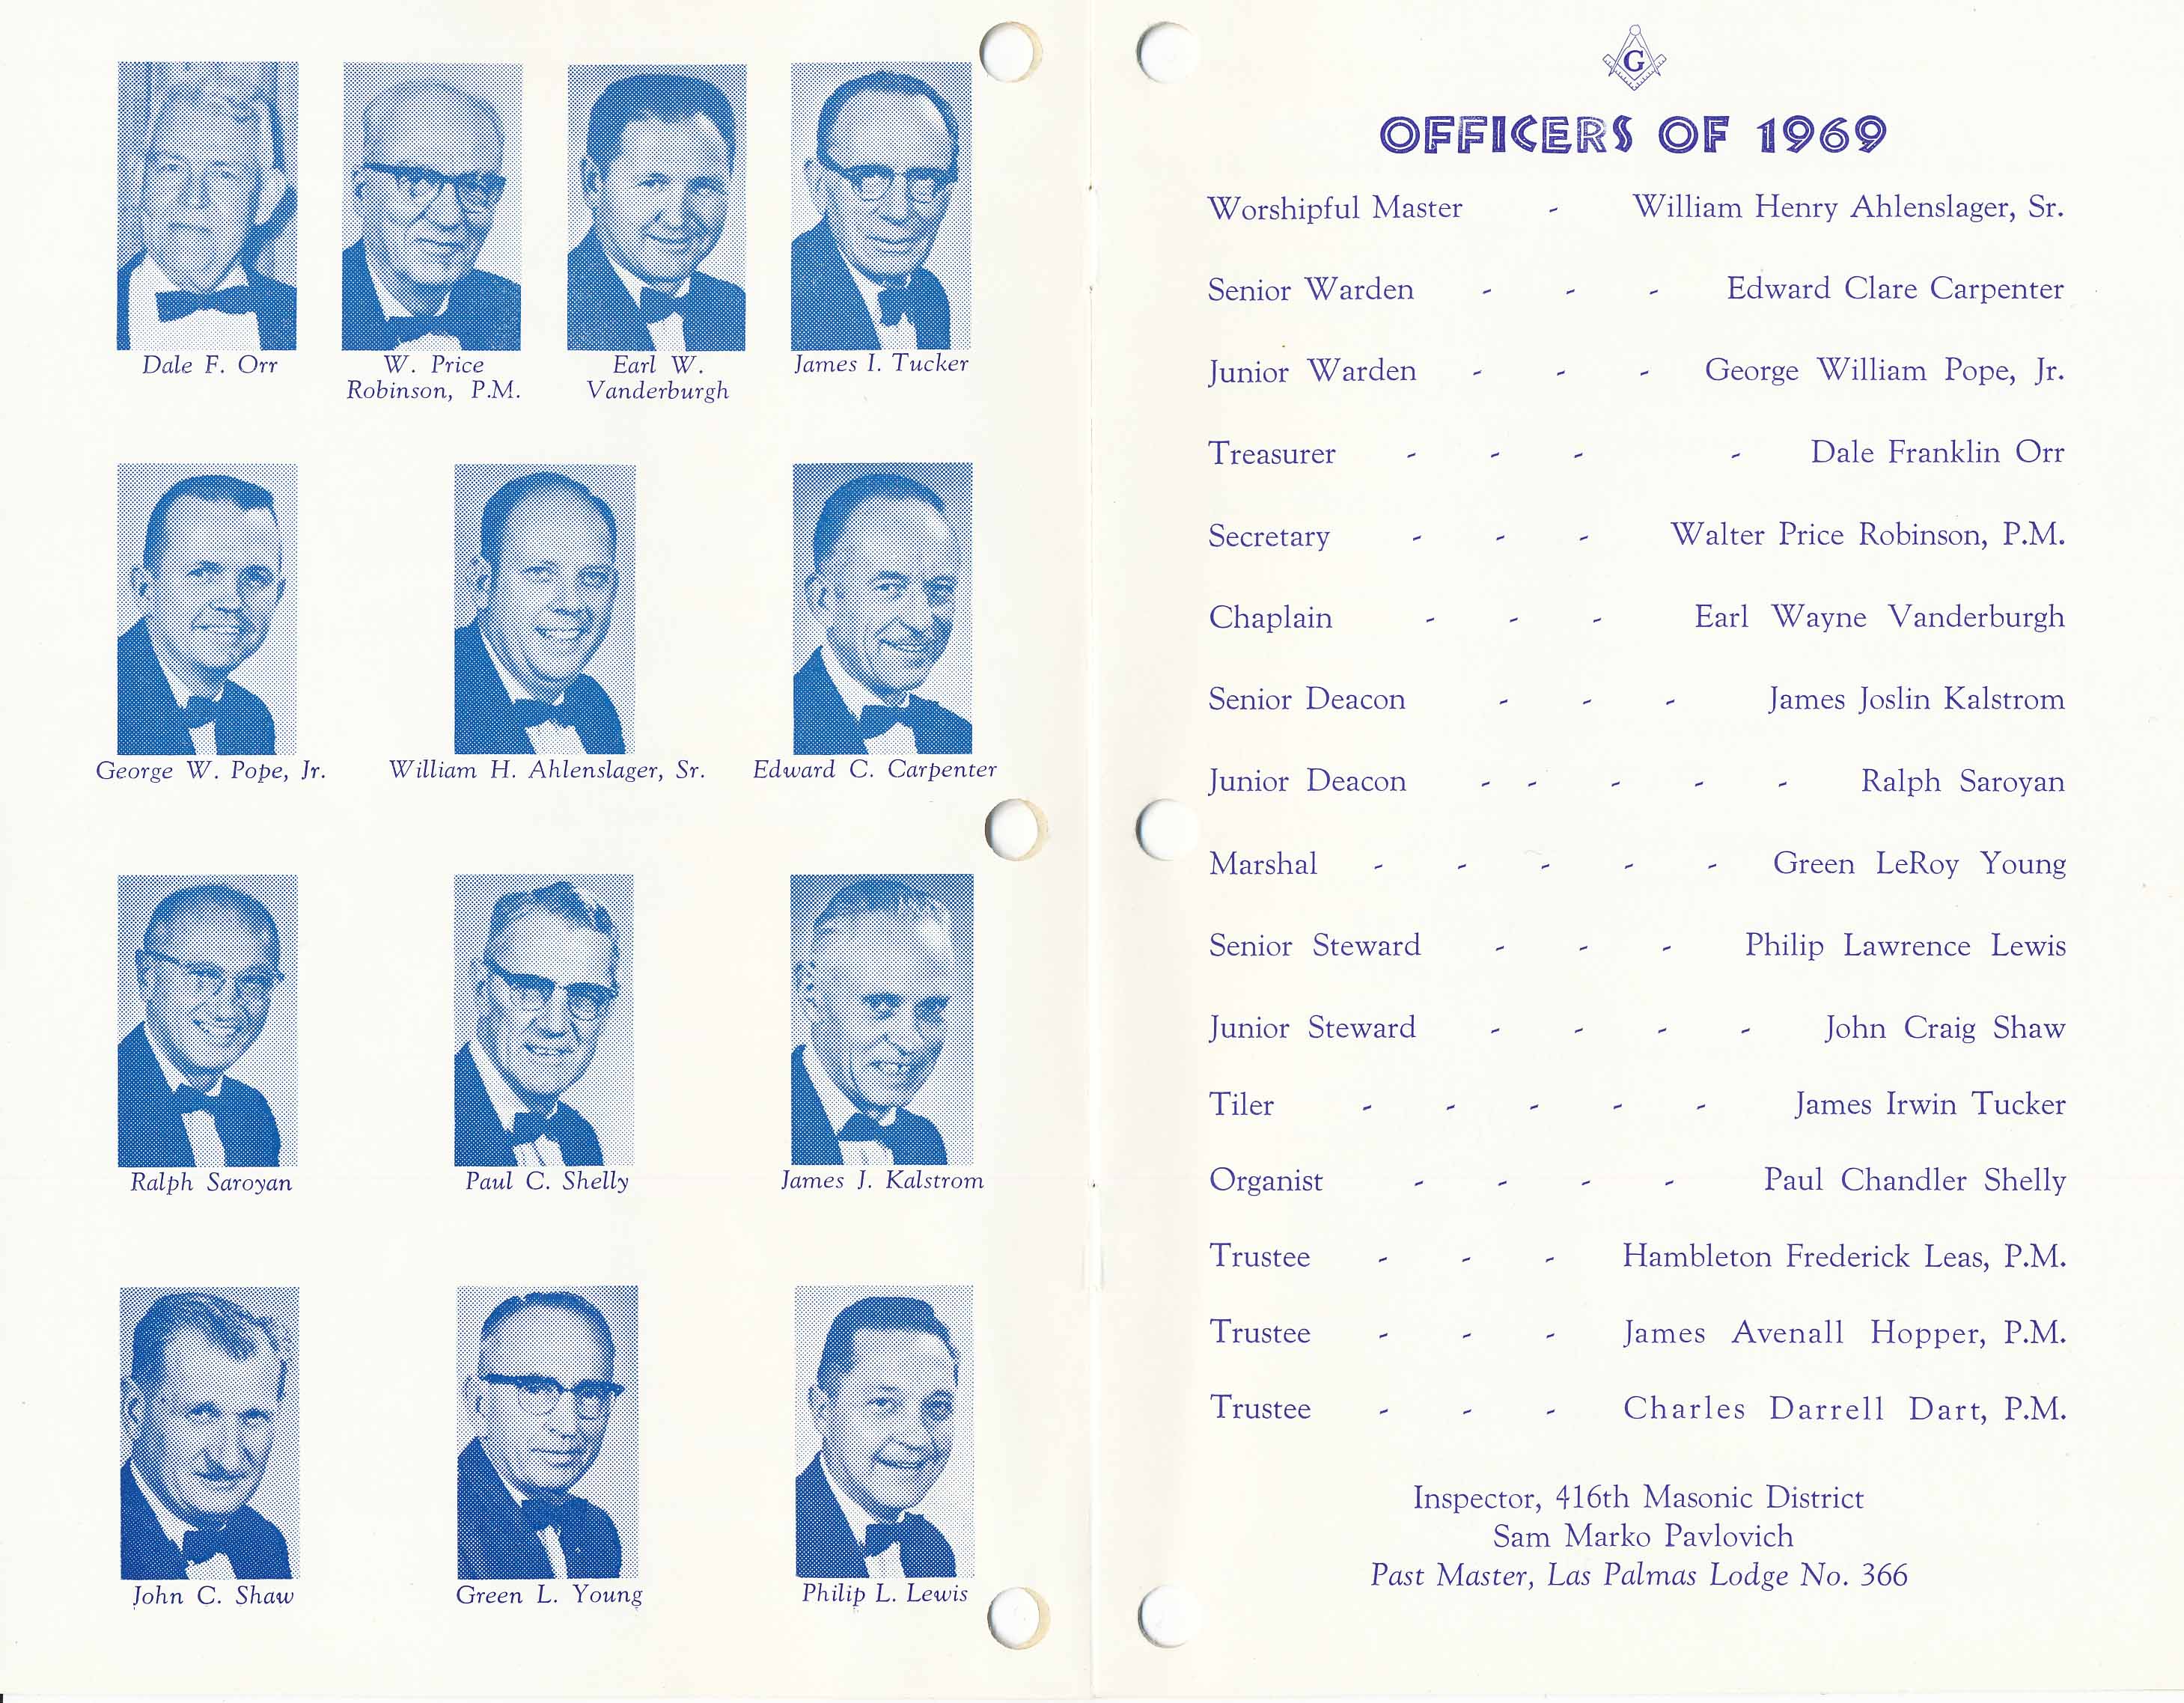 Dale F. Orr
W. Price
Robinson, P.M.
Earl W.
Vanderburgh
James I. Tucker
George W. Pope, Jr.
William H. Ahlenslager, Sr.
Edward C. Carpenter
Ralph Saroyan
Paul C. Shelly
James J. Kalstrom
John C. Shaw
Green L. Young
Philip L. Lewis
G
OFFICERS OF 1969
Worshipful Master - William Henry Ahlenslager, Sr.
Senior Warden - - - Edward Clare Carpenter
Junior Warden - - - George William Pope, Jr.
Treasurer - - - - Dale Franklin Orr
Secretary - - - Walter Price Robinson, P.M.
Chaplain - - - Earl Wayne Vanderburgh
Senior Deacon - - - James Joslin Kalstrom
Junior Deacon - - - - - Ralph Saroyan
Marshal - - - - - Green LeRoy Young
Senior Steward - - - Philip Lawrence Lewis
Junior Steward - - - - John Craig Shaw
Tiler - - - - - James Irwin Tucker
Organist - - - - Paul Chandler Shelly
Trustee - - - Hambleton Frederick Leas, P.M.
Trustee - - - James Avenall Hopper, P.M.
Trustee - - - Charles Darrell Dart, P.M.
Inspector, 416th Masonic District
Sam Marko Pavlovich
Past Master, Las Palmas Lodge No. 366